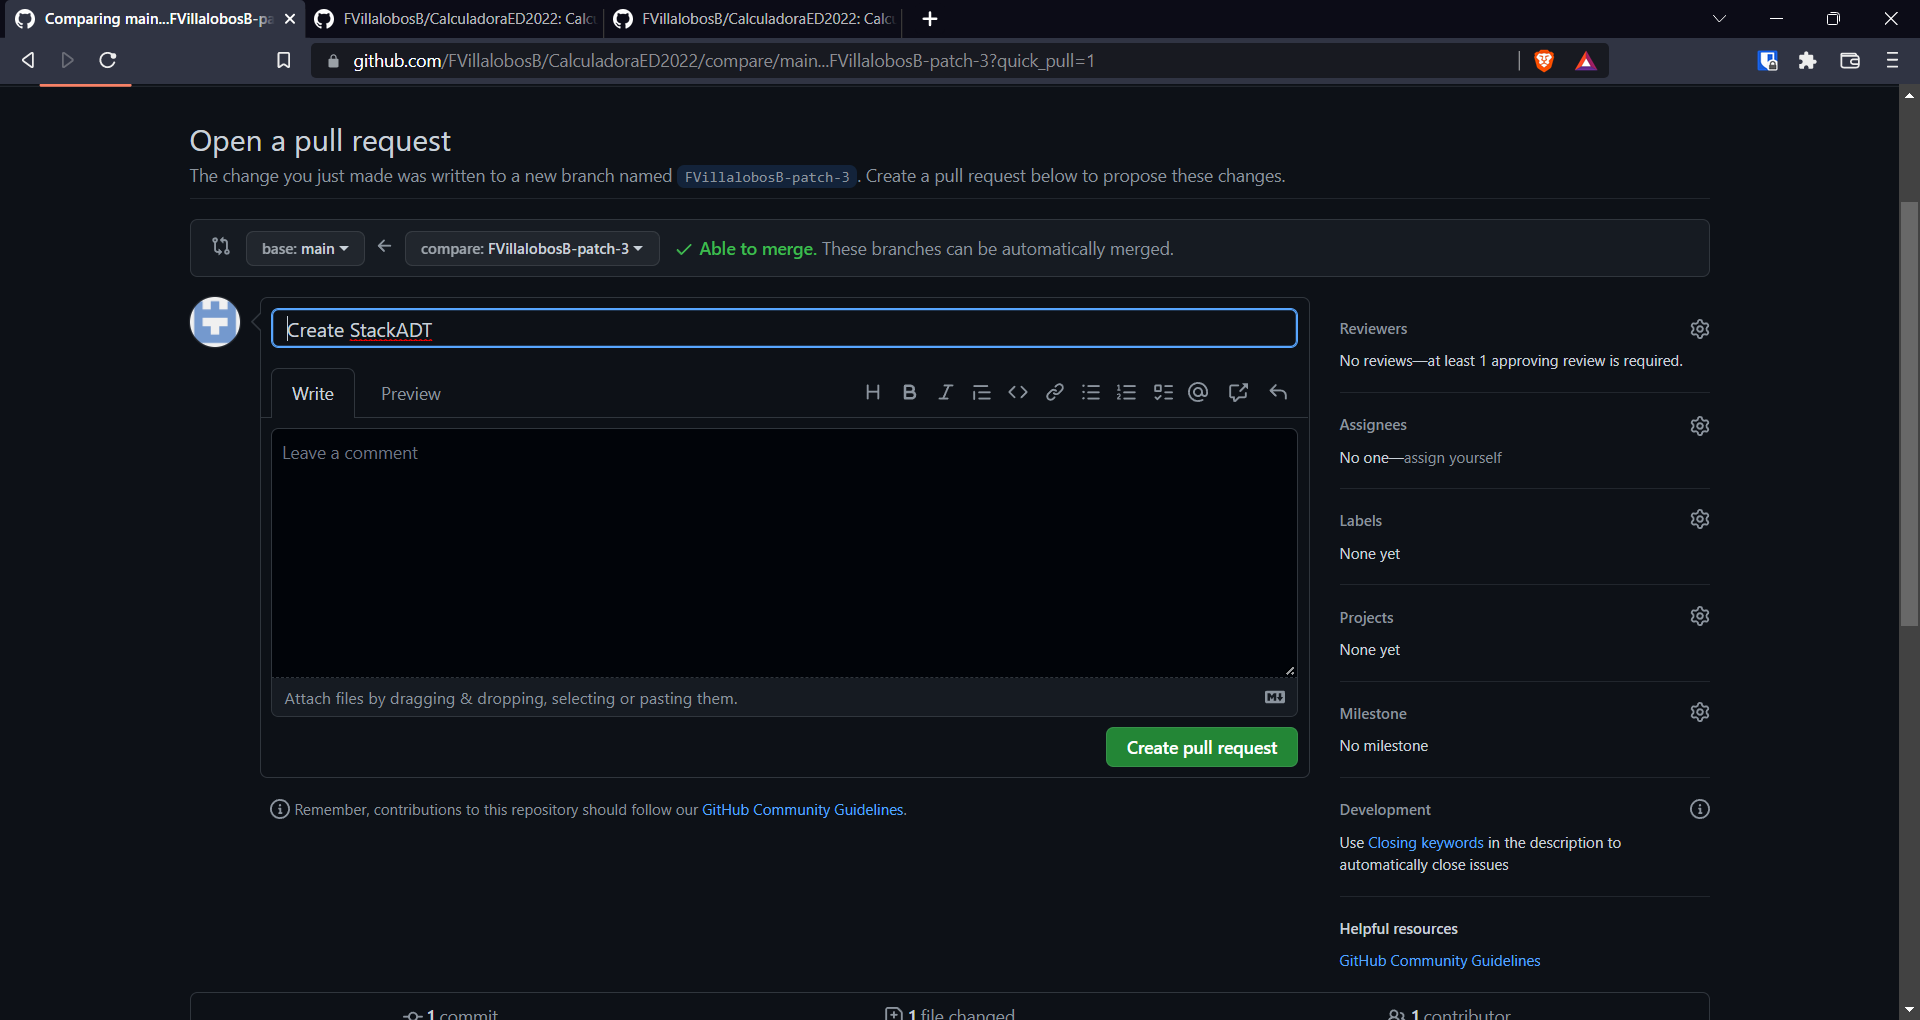 Comparing main...FVillalobosB-pa
FVillalobosB/CalculadoraED2022: Calc
FVillalobosB/CalculadoraED2022: Calc
github.com/FVillalobosB/CalculadoraED2022/compare/main...FVillalobosB-patch-3?quick_pull=1
Open a pull request
The change you just made was written to a new branch named FVillalobosB-patch-3 . Create a pull request below to propose these changes.
base: main compare: FVillalobosB-patch-3 Able to merge. These branches can be automatically merged.
Create StackADT
Write Preview
Leave a comment
Attach files by dragging & dropping, selecting or pasting them.
Create pull request
Remember, contributions to this repository should follow our GitHub Community Guidelines.
Reviewers
No reviews—at least 1 approving review is required.
Assignees
No one—assign yourself
Labels
None yet
Projects
None yet
Milestone
No milestone
Development
Use Closing keywords in the description to
automatically close issues
Helpful resources
GitHub Community Guidelines
1 commit 1 file changed 1 contributor